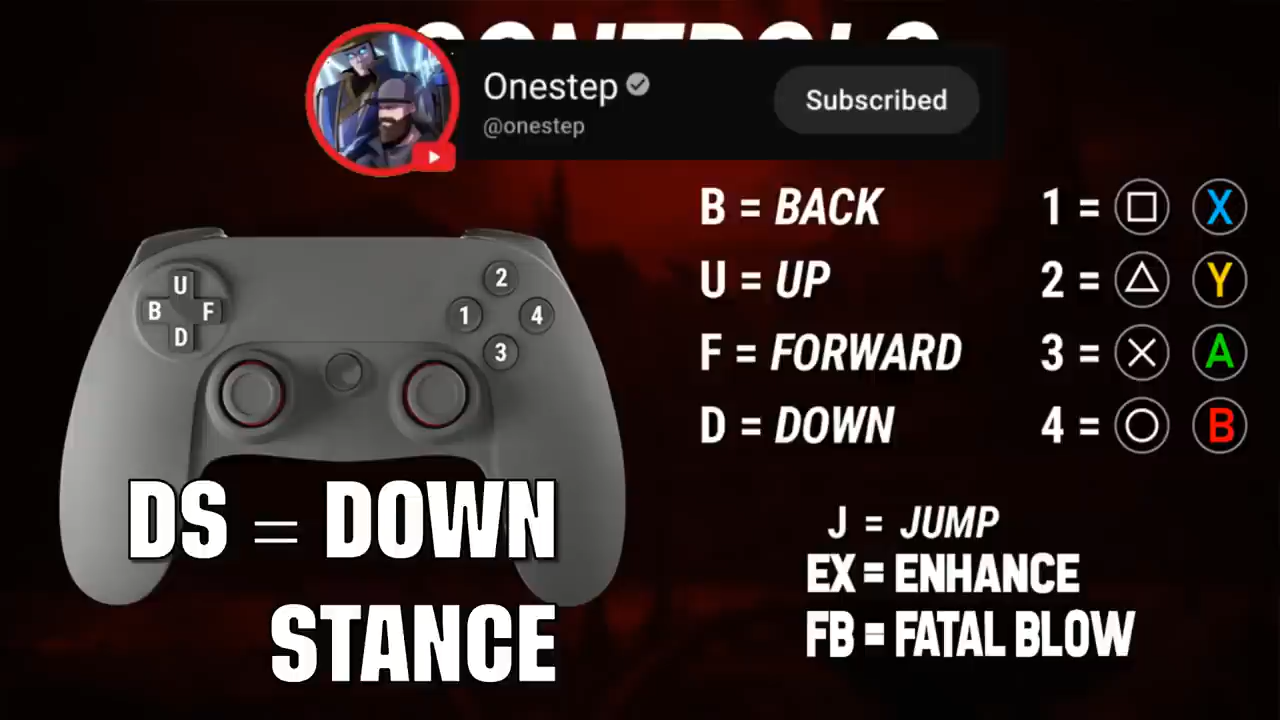 CONTROLS
Onestep
@onestep
Subscribed
B = BACK
1 = X
U = UP
2 = Y
F = FORWARD
3 = A
D = DOWN
4 = B
U
B F
D
2
1 4
3
DS = DOWN
STANCE
J = JUMP
EX = ENHANCE
FB = FATAL BLOW